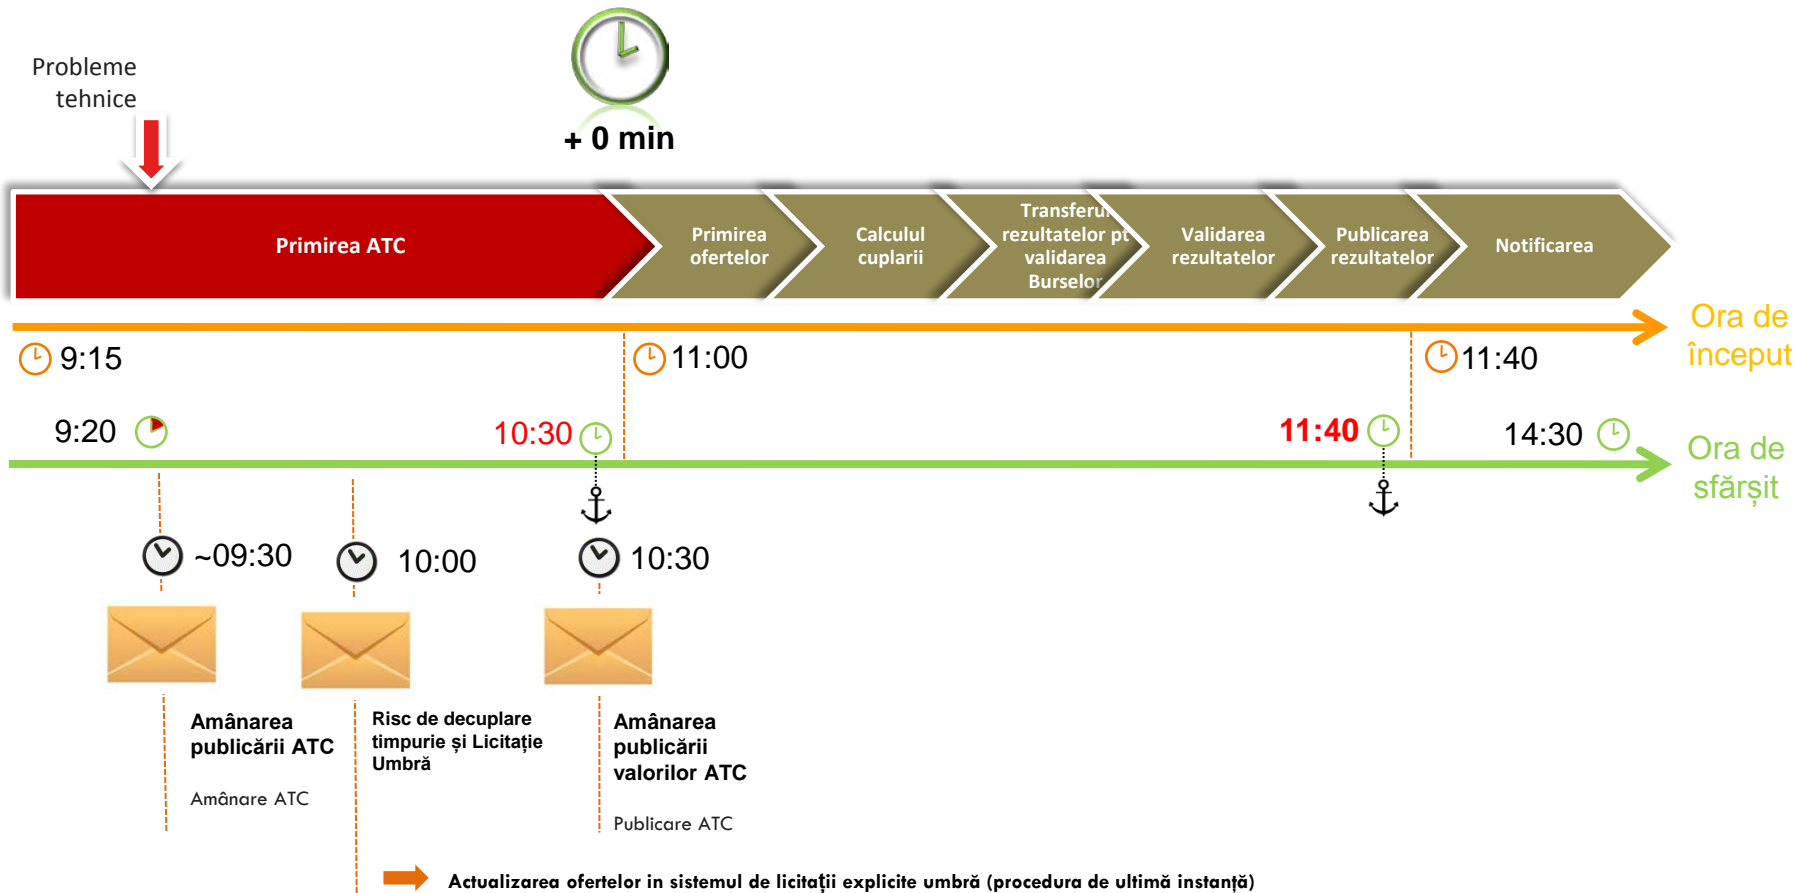 Probleme
tehnice
+ 0 min
Primirea ATC
Primirea
ofertelor
Calculul
cuplarii
Transferul
rezultatelor pt
validarea
Burselor
Validarea
rezultatelor
Publicarea
rezultatelor
Notificarea
Ora de
început
9:15
11:00
11:40
9:20
10:30
11:40
14:30
Ora de
sfărșit
~09:30
10:00
10:30
Amânarea
publicării ATC
Amânare ATC
Risc de decuplare
timpurie și Licitație
Umbră
Amânarea
publicării
valorilor ATC
Publicare ATC
Actualizarea ofertelor in sistemul de licitații explicite umbră (procedura de ultimă instanță)